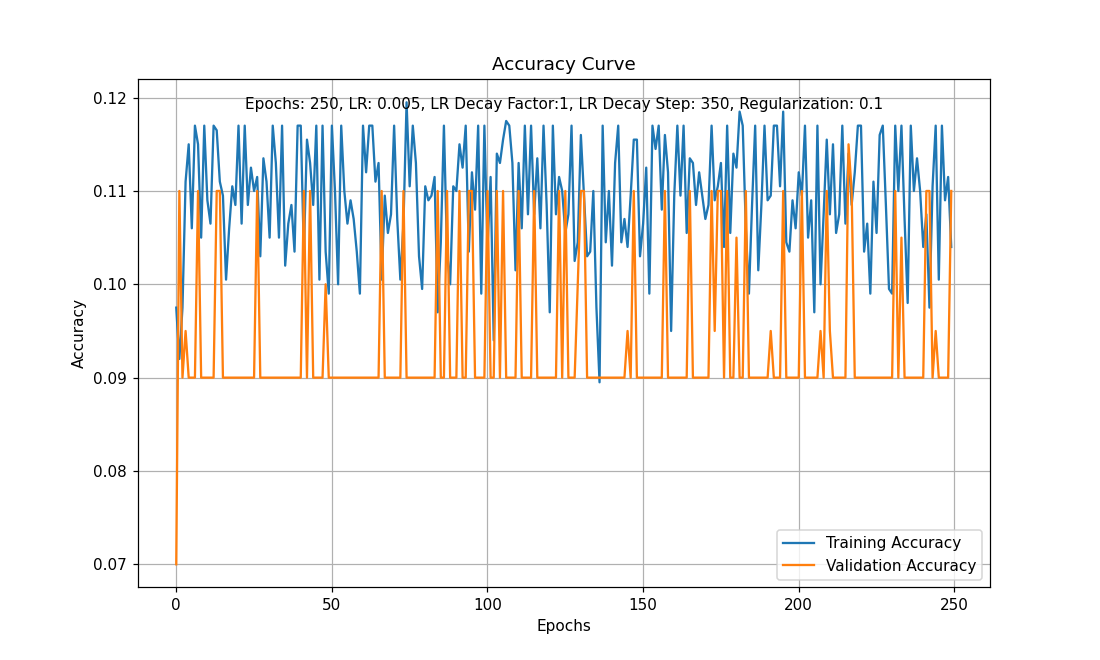 Accuracy Curve
Epochs: 250, LR: 0.005, LR Decay Factor:1, LR Decay Step: 350, Regularization: 0.1
0.12
0.11
0.10
0.09
0.08
0.07
Accuracy
Training Accuracy
Validation Accuracy
0 50 100 150 200 250
Epochs